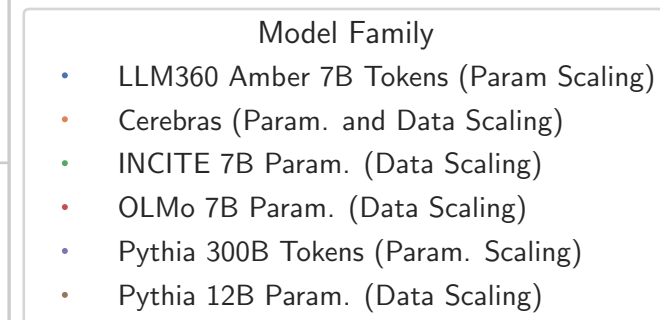 Model Family
LLM360 Amber 7B Tokens (Param Scaling)
Cerebras (Param. and Data Scaling)
INCITE 7B Param. (Data Scaling)
OLMo 7B Param. (Data Scaling)
Pythia 300B Tokens (Param. Scaling)
Pythia 12B Param. (Data Scaling)